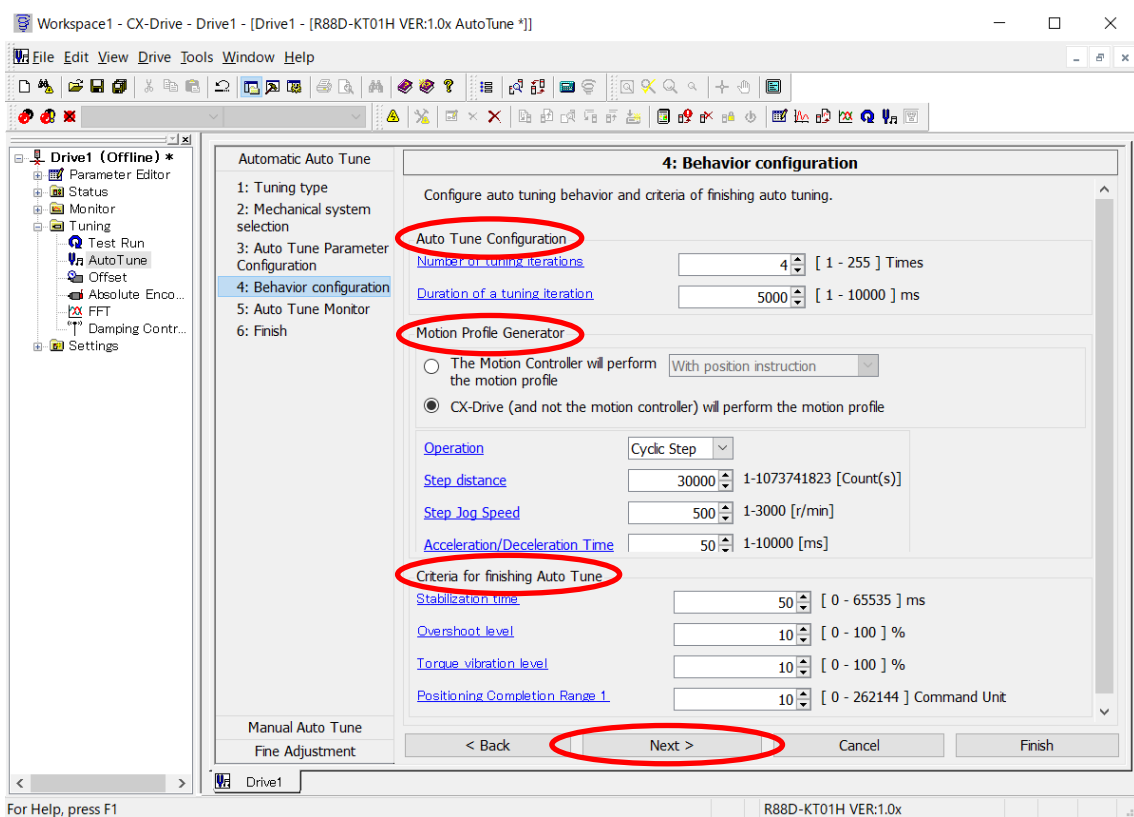 Workspace1 - CX-Drive - Drive1 - [Drive1 - [R88D-KT01H VER:1.0x AutoTune *]]
File Edit View Drive Tools Window Help
Drive1 (Offline) *
Parameter Editor
Status
Monitor
Tuning
Test Run
AutoTune
Offset
Absolute Enco...
FFT
Damping Contr...
Settings
Automatic Auto Tune
1: Tuning type
2: Mechanical system
selection
3: Auto Tune Parameter
Configuration
4: Behavior configuration
5: Auto Tune Monitor
6: Finish
Manual Auto Tune
Fine Adjustment
4: Behavior configuration
Configure auto tuning behavior and criteria of finishing auto tuning.
Auto Tune Configuration
Number of tuning iterations 4 [ 1 - 255 ] Times
Duration of a tuning iteration 5000 [ 1 - 10000 ] ms
Motion Profile Generator
The Motion Controller will perform With position instruction
the motion profile
CX-Drive (and not the motion controller) will perform the motion profile
Operation Cyclic Step
Step distance 30000 1-1073741823 [Count(s)]
Step Jog Speed 500 1-3000 [r/min]
Acceleration/Deceleration Time 50 1-10000 [ms]
Criteria for finishing Auto Tune
Stabilization time 50 [ 0 - 65535 ] ms
Overshoot level 10 [ 0 - 100 ] %
Torque vibration level 10 [ 0 - 100 ] %
Positioning Completion Range 1 10 [ 0 - 262144 ] Command Unit
< Back Next > Cancel Finish
Drive1
For Help, press F1 R88D-KT01H VER:1.0x